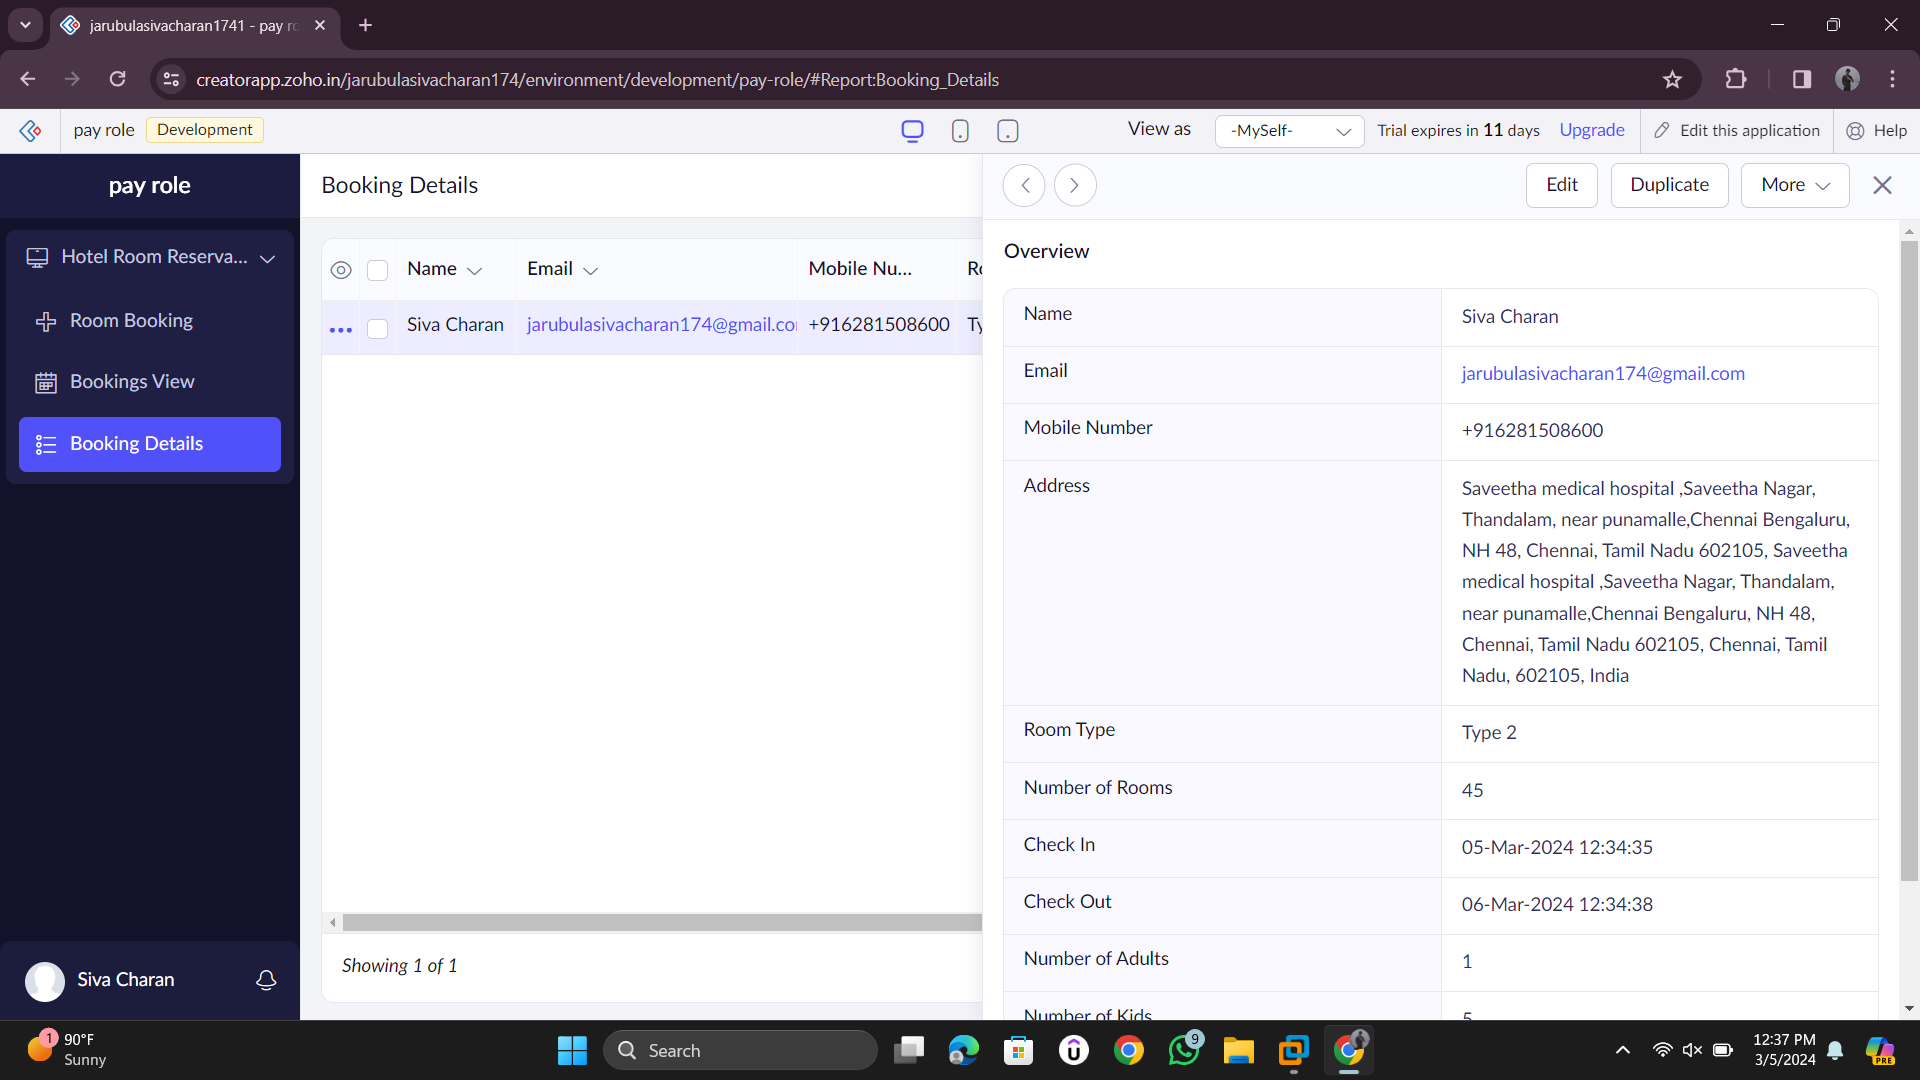 jarubulasivacharan1741 - pay ro
creatorapp.zoho.in/jarubulasivacharan174/environment/development/pay-role/#Report:Booking_Details
pay role Development View as -MySelf- Trial expires in 11 days Upgrade Edit this application Help
pay role
Hotel Room Reserva...
Room Booking
Bookings View
Booking Details
Siva Charan
Booking Details
Name Email Mobile Nu...
Siva Charan jarubulasivacharan174@gmail.co +916281508600
Showing 1 of 1
Edit Duplicate More
Overview
Name Siva Charan
Email jarubulasivacharan174@gmail.com
Mobile Number +916281508600
Address Saveetha medical hospital ,Saveetha Nagar,
Thandalam, near punamalle,Chennai Bengaluru,
NH 48, Chennai, Tamil Nadu 602105, Saveetha
medical hospital ,Saveetha Nagar, Thandalam,
near punamalle,Chennai Bengaluru, NH 48,
Chennai, Tamil Nadu 602105, Chennai, Tamil
Nadu, 602105, India
Room Type Type 2
Number of Rooms 45
Check In 05-Mar-2024 12:34:35
Check Out 06-Mar-2024 12:34:38
Number of Adults 1
Number of Kids 5
1 90°F
Sunny
Search
9
12:37 PM
3/5/2024
PRE